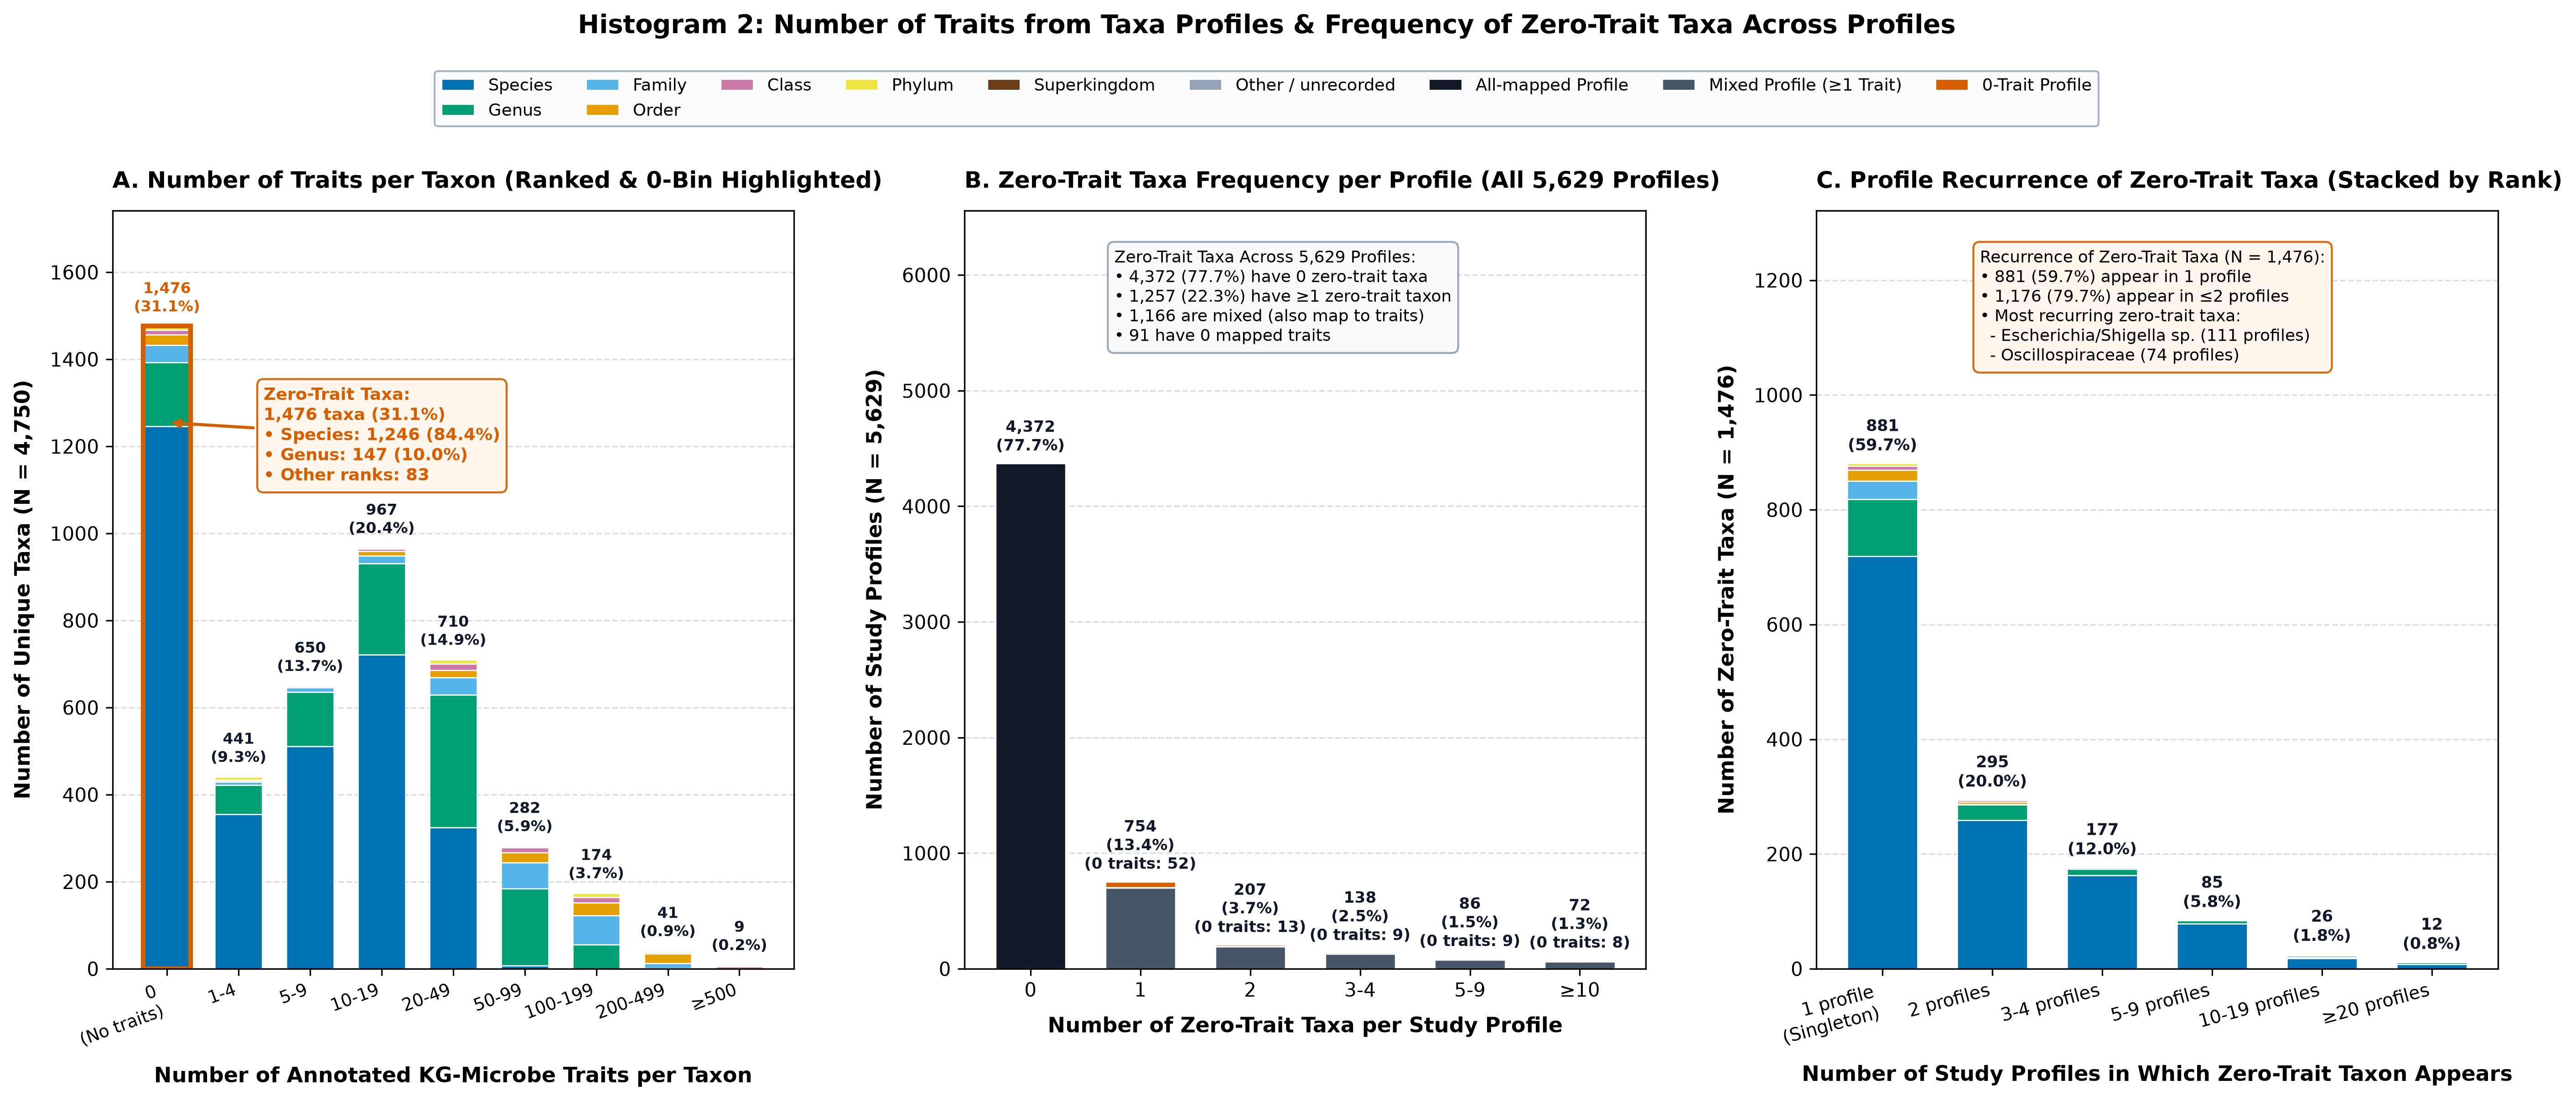 Histogram 2: Number of Traits from Taxa Profiles & Frequency of Zero-Trait Taxa Across Profiles
Species
Family
Class
Phylum
Superkingdom
Other / unrecorded
All-mapped Profile
Mixed Profile (≥1 Trait)
0-Trait Profile
Genus
Order
A. Number of Traits per Taxon (Ranked & 0-Bin Highlighted)
Number of Unique Taxa (N = 4,750)
1600
1400
1200
1000
800
600
400
200
0
1,476
(31.1%)
Zero-Trait Taxa:
1,476 taxa (31.1%)
• Species: 1,246 (84.4%)
• Genus: 147 (10.0%)
• Other ranks: 83
441
(9.3%)
650
(13.7%)
967
(20.4%)
710
(14.9%)
282
(5.9%)
174
(3.7%)
41
(0.9%)
9
(0.2%)
0
(No traits)
1-4
5-9
10-19
20-49
50-99
100-199
200-499
≥500
Number of Annotated KG-Microbe Traits per Taxon
B. Zero-Trait Taxa Frequency per Profile (All 5,629 Profiles)
Number of Study Profiles (N = 5,629)
6000
5000
4000
3000
2000
1000
0
Zero-Trait Taxa Across 5,629 Profiles:
• 4,372 (77.7%) have 0 zero-trait taxa
• 1,257 (22.3%) have ≥1 zero-trait taxon
• 1,166 are mixed (also map to traits)
• 91 have 0 mapped traits
4,372
(77.7%)
754
(13.4%)
(0 traits: 52)
207
(3.7%)
(0 traits: 13)
138
(2.5%)
(0 traits: 9)
86
(1.5%)
(0 traits: 9)
72
(1.3%)
(0 traits: 8)
0
1
2
3-4
5-9
≥10
Number of Zero-Trait Taxa per Study Profile
C. Profile Recurrence of Zero-Trait Taxa (Stacked by Rank)
Number of Zero-Trait Taxa (N = 1,476)
1200
1000
800
600
400
200
0
Recurrence of Zero-Trait Taxa (N = 1,476):
• 881 (59.7%) appear in 1 profile
• 1,176 (79.7%) appear in ≤2 profiles
• Most recurring zero-trait taxa:
- Escherichia/Shigella sp. (111 profiles)
- Oscillospiraceae (74 profiles)
881
(59.7%)
295
(20.0%)
177
(12.0%)
85
(5.8%)
26
(1.8%)
12
(0.8%)
1 profile
(Singleton)
2 profiles
3-4 profiles
5-9 profiles
10-19 profiles
≥20 profiles
Number of Study Profiles in Which Zero-Trait Taxon Appears